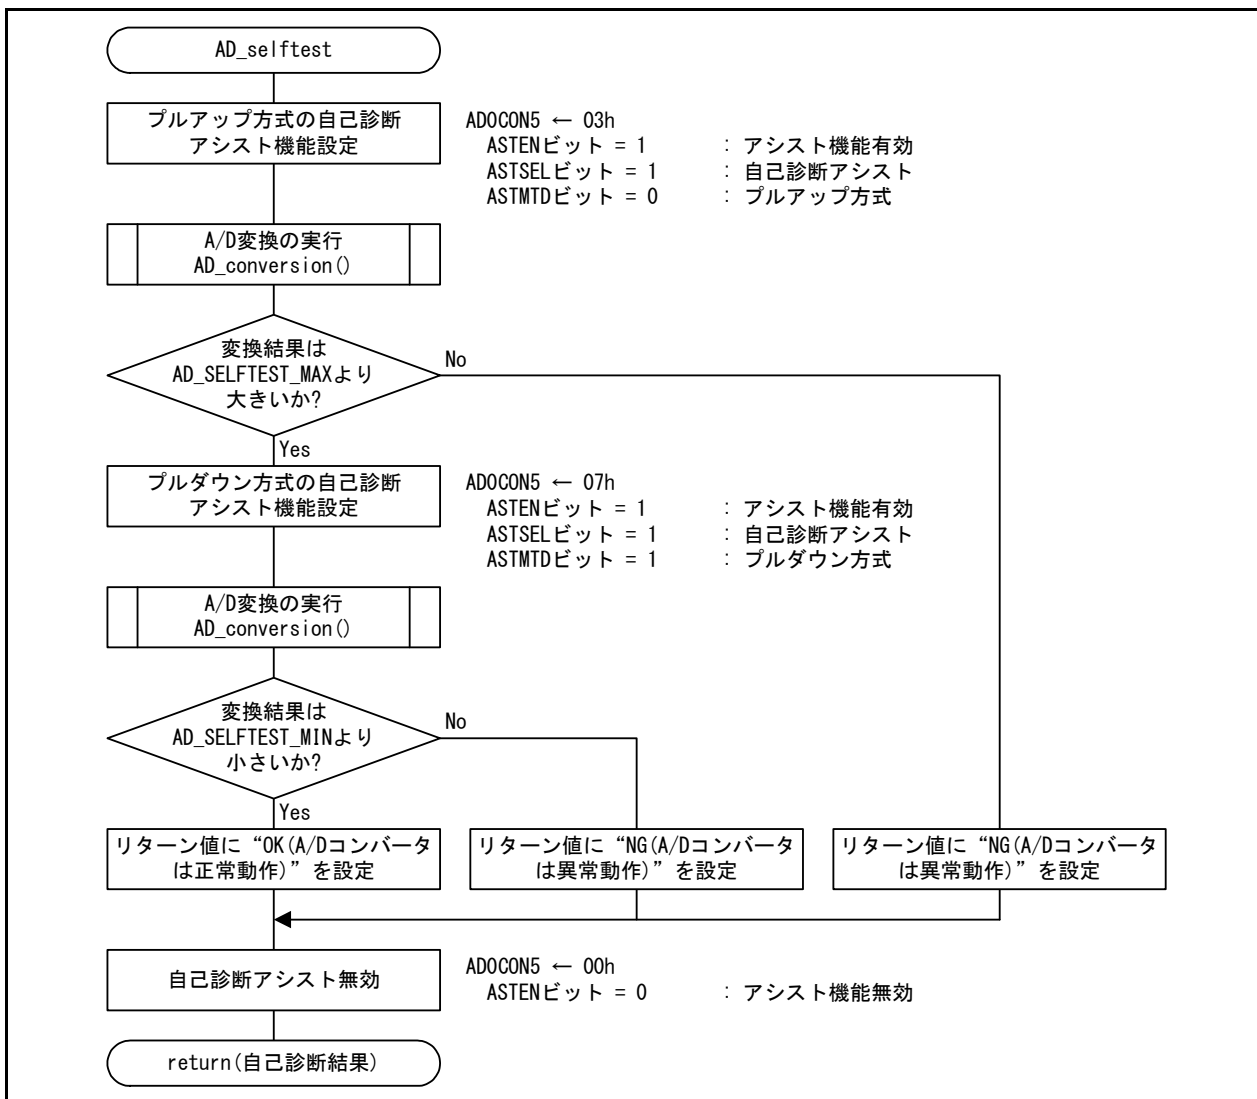 AD_selftest
プルアップ方式の自己診断
アシスト機能設定
AD0CON5 ← 03h
ASTENビット = 1 : アシスト機能有効
ASTSELビット = 1 : 自己診断アシスト
ASTMTDビット = 0 : プルアップ方式
A/D変換の実行
AD_conversion()
変換結果は
AD_SELFTEST_MAXより
大きいか?
No
Yes
プルダウン方式の自己診断
アシスト機能設定
AD0CON5 ← 07h
ASTENビット = 1 : アシスト機能有効
ASTSELビット = 1 : 自己診断アシスト
ASTMTDビット = 1 : プルダウン方式
A/D変換の実行
AD_conversion()
変換結果は
AD_SELFTEST_MINより
小さいか?
No
Yes
リターン値に“OK(A/Dコンバータ
は正常動作)”を設定
リターン値に“NG(A/Dコンバータ
は異常動作)”を設定
リターン値に“NG(A/Dコンバータ
は異常動作)”を設定
自己診断アシスト無効
AD0CON5 ← 00h
ASTENビット = 0 : アシスト機能無効
return(自己診断結果)